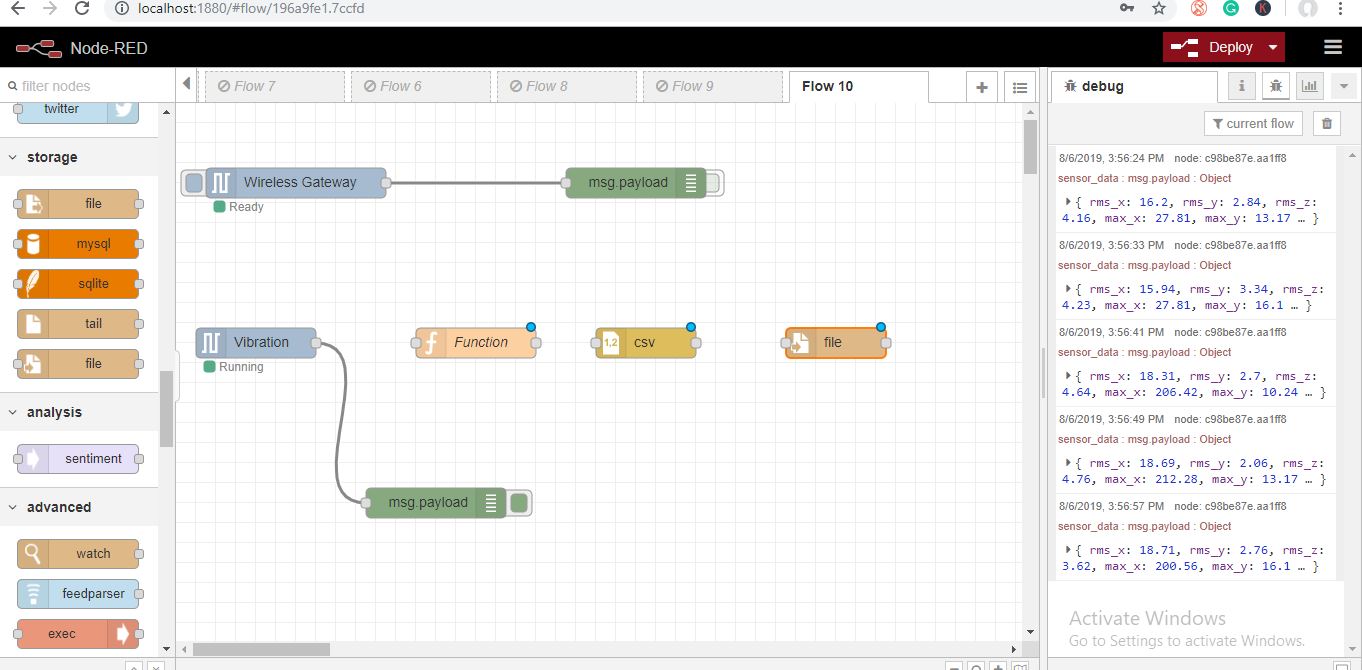 localhost:1880/#flow/196a9fe1.7ccfd
Node-RED
Deploy
filter nodes
Flow 7
Flow 6
Flow 8
Flow 9
Flow 10
debug
i
twitter
storage
file
mysql
sqlite
tail
file
analysis
sentiment
advanced
watch
feedparser
exec
Wireless Gateway
Ready
msg.payload
Vibration
Running
f Function
1,2 csv
file
msg.payload
current flow
8/6/2019, 3:56:24 PM node: c98be87e.aa1ff8
sensor_data : msg.payload : Object
{ rms_x: 16.2, rms_y: 2.84, rms_z:
4.16, max_x: 27.81, max_y: 13.17 … }
8/6/2019, 3:56:33 PM node: c98be87e.aa1ff8
sensor_data : msg.payload : Object
{ rms_x: 15.94, rms_y: 3.34, rms_z:
4.23, max_x: 27.81, max_y: 16.1 … }
8/6/2019, 3:56:41 PM node: c98be87e.aa1ff8
sensor_data : msg.payload : Object
{ rms_x: 18.31, rms_y: 2.7, rms_z:
4.64, max_x: 206.42, max_y: 10.24 … }
8/6/2019, 3:56:49 PM node: c98be87e.aa1ff8
sensor_data : msg.payload : Object
{ rms_x: 18.69, rms_y: 2.06, rms_z:
4.76, max_x: 212.28, max_y: 13.17 … }
8/6/2019, 3:56:57 PM node: c98be87e.aa1ff8
sensor_data : msg.payload : Object
{ rms_x: 18.71, rms_y: 2.76, rms_z:
3.62, max_x: 200.56, max_y: 16.1 … }
Activate Windows
Go to Settings to activate Windows.